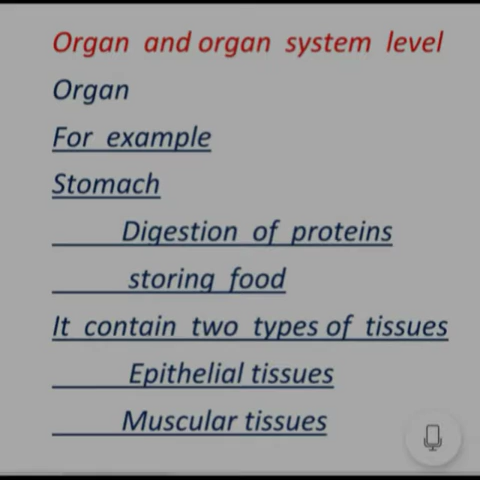 Organ and organ system level
Organ
For example
Stomach
Digestion of proteins
storing food
It contain two types of tissues
Epithelial tissues
Muscular tissues